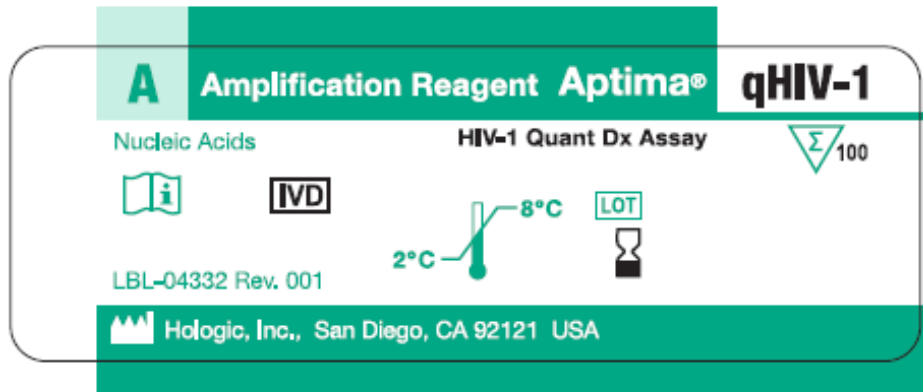 A Amplification Reagent Aptima® qHIV-1
Nucleic Acids HIV-1 Quant Dx Assay Σ/100
i IVD 8°C LOT
2°C
LBL-04332 Rev. 001
Hologic, Inc., San Diego, CA 92121 USA